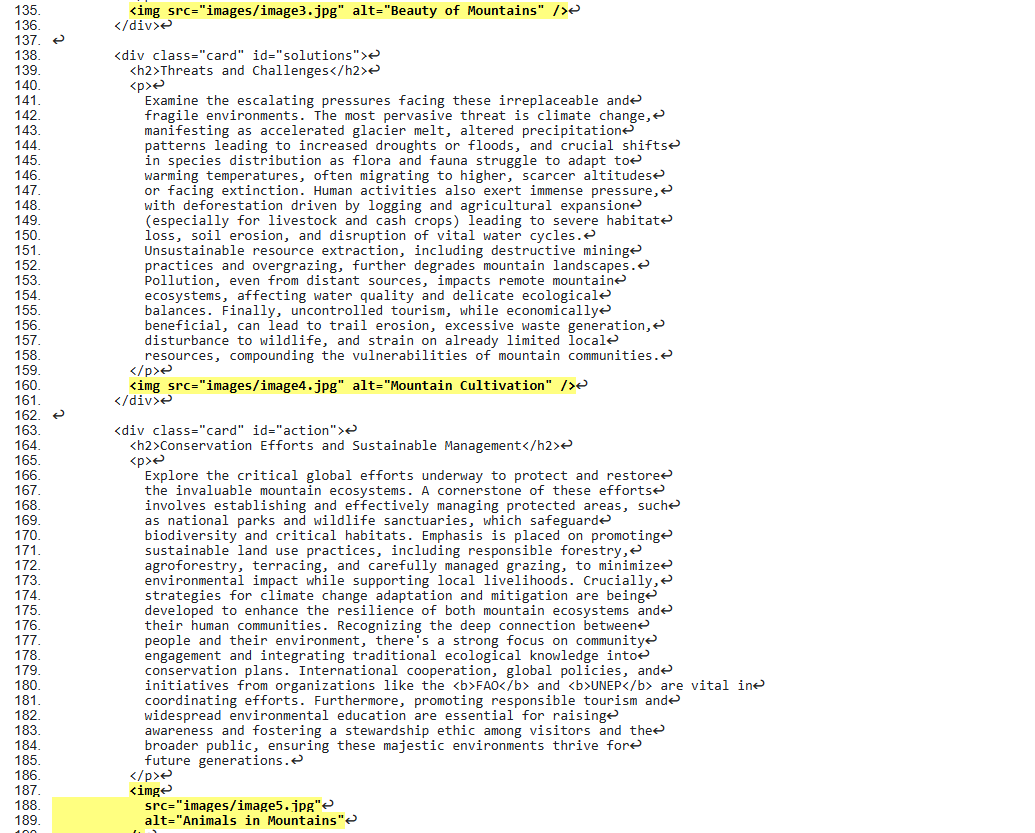 135. <img src="images/image3.jpg" alt="Beauty of Mountains" />↩
136. </div>↩
137. ↩
138. <div class="card" id="solutions">↩
139. <h2>Threats and Challenges</h2>↩
140. <p>↩
141. Examine the escalating pressures facing these irreplaceable and↩
142. fragile environments. The most pervasive threat is climate change,↩
143. manifesting as accelerated glacier melt, altered precipitation↩
144. patterns leading to increased droughts or floods, and crucial shifts↩
145. in species distribution as flora and fauna struggle to adapt to↩
146. warming temperatures, often migrating to higher, scarcer altitudes↩
147. or facing extinction. Human activities also exert immense pressure,↩
148. with deforestation driven by logging and agricultural expansion↩
149. (especially for livestock and cash crops) leading to severe habitat↩
150. loss, soil erosion, and disruption of vital water cycles.↩
151. Unsustainable resource extraction, including destructive mining↩
152. practices and overgrazing, further degrades mountain landscapes.↩
153. Pollution, even from distant sources, impacts remote mountain↩
154. ecosystems, affecting water quality and delicate ecological↩
155. balances. Finally, uncontrolled tourism, while economically↩
156. beneficial, can lead to trail erosion, excessive waste generation,↩
157. disturbance to wildlife, and strain on already limited local↩
158. resources, compounding the vulnerabilities of mountain communities.↩
159. </p>↩
160. <img src="images/image4.jpg" alt="Mountain Cultivation" />↩
161. </div>↩
162. ↩
163. <div class="card" id="action">↩
164. <h2>Conservation Efforts and Sustainable Management</h2>↩
165. <p>↩
166. Explore the critical global efforts underway to protect and restore↩
167. the invaluable mountain ecosystems. A cornerstone of these efforts↩
168. involves establishing and effectively managing protected areas, such↩
169. as national parks and wildlife sanctuaries, which safeguard↩
170. biodiversity and critical habitats. Emphasis is placed on promoting↩
171. sustainable land use practices, including responsible forestry,↩
172. agroforestry, terracing, and carefully managed grazing, to minimize↩
173. environmental impact while supporting local livelihoods. Crucially,↩
174. strategies for climate change adaptation and mitigation are being↩
175. developed to enhance the resilience of both mountain ecosystems and↩
176. their human communities. Recognizing the deep connection between↩
177. people and their environment, there's a strong focus on community↩
178. engagement and integrating traditional ecological knowledge into↩
179. conservation plans. International cooperation, global policies, and↩
180. initiatives from organizations like the <b>FAO</b> and <b>UNEP</b> are vital in↩
181. coordinating efforts. Furthermore, promoting responsible tourism and↩
182. widespread environmental education are essential for raising↩
183. awareness and fostering a stewardship ethic among visitors and the↩
184. broader public, ensuring these majestic environments thrive for↩
185. future generations.↩
186. </p>↩
187. <img↩
188. src="images/image5.jpg"↩
189. alt="Animals in Mountains"↩